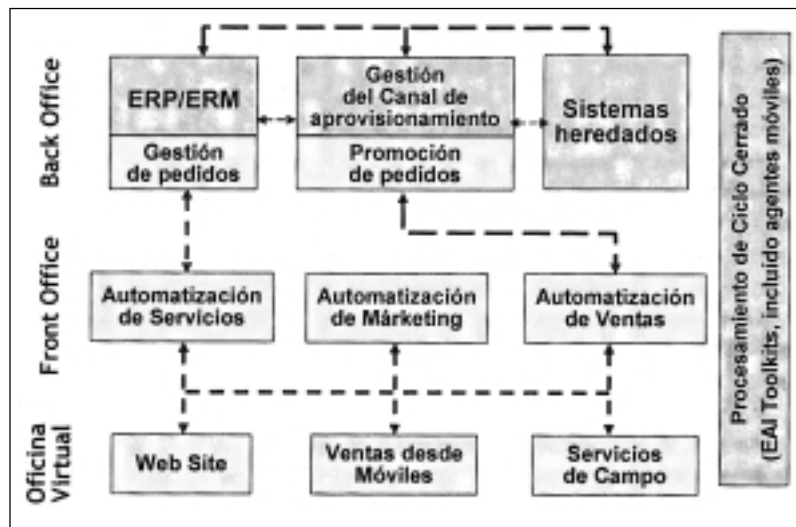 Back Office
ERP/ERM
Gestión
de pedidos
Gestión
del Canal de
aprovisionamiento
Promoción
de pedidos
Sistemas
heredados
Front Office
Automatización
de Servicios
Automatización
de Márketing
Automatización
de Ventas
Oficina
Virtual
Web Site
Ventas desde
Móviles
Servicios
de Campo
Procesamiento de Ciclo Cerrado
(EAI Toolkits, incluido agentes móviles)